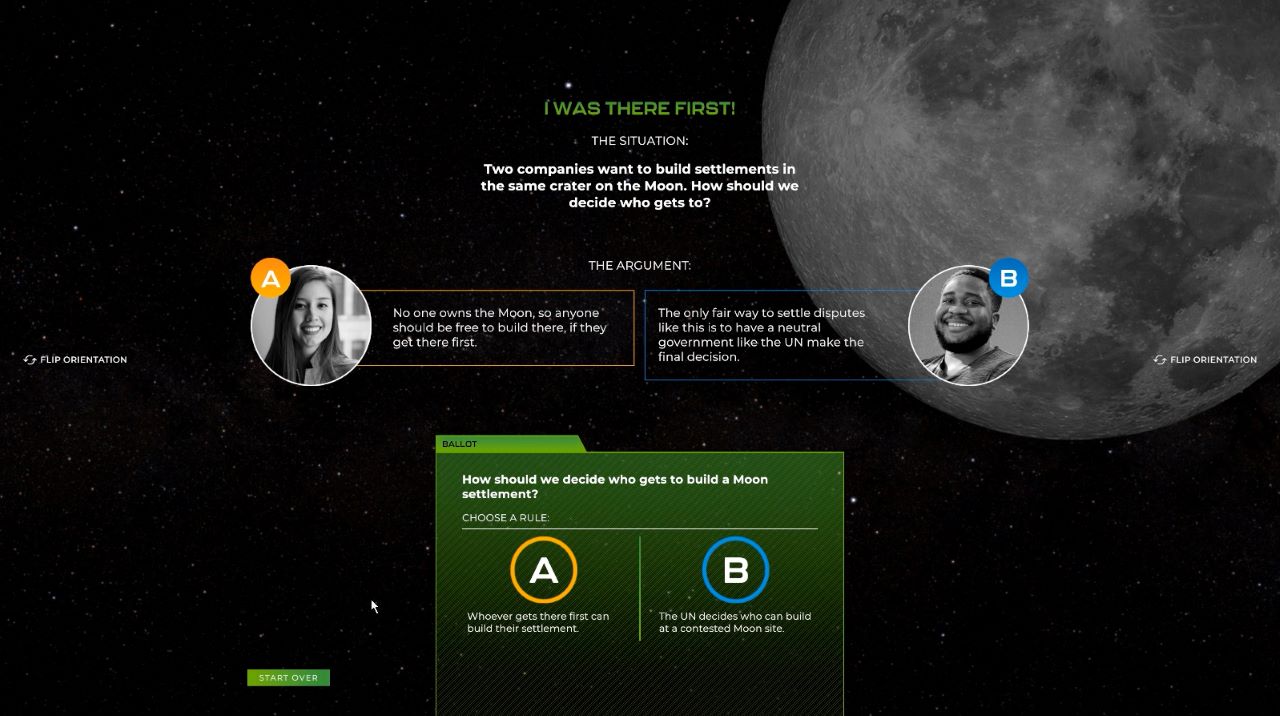 I WAS THERE FIRST!
THE SITUATION:
Two companies want to build settlements in
the same crater on the Moon. How should we
decide who gets to?
THE ARGUMENT:
A
No one owns the Moon, so anyone
should be free to build there, if they
get there first.
B
The only fair way to settle disputes
like this is to have a neutral
government like the UN make the
final decision.
FLIP ORIENTATION
FLIP ORIENTATION
BALLOT
How should we decide who gets to build a Moon
settlement?
CHOOSE A RULE:
A
Whoever gets there first can
build their settlement.
B
The UN decides who can build
at a contested Moon site.
START OVER